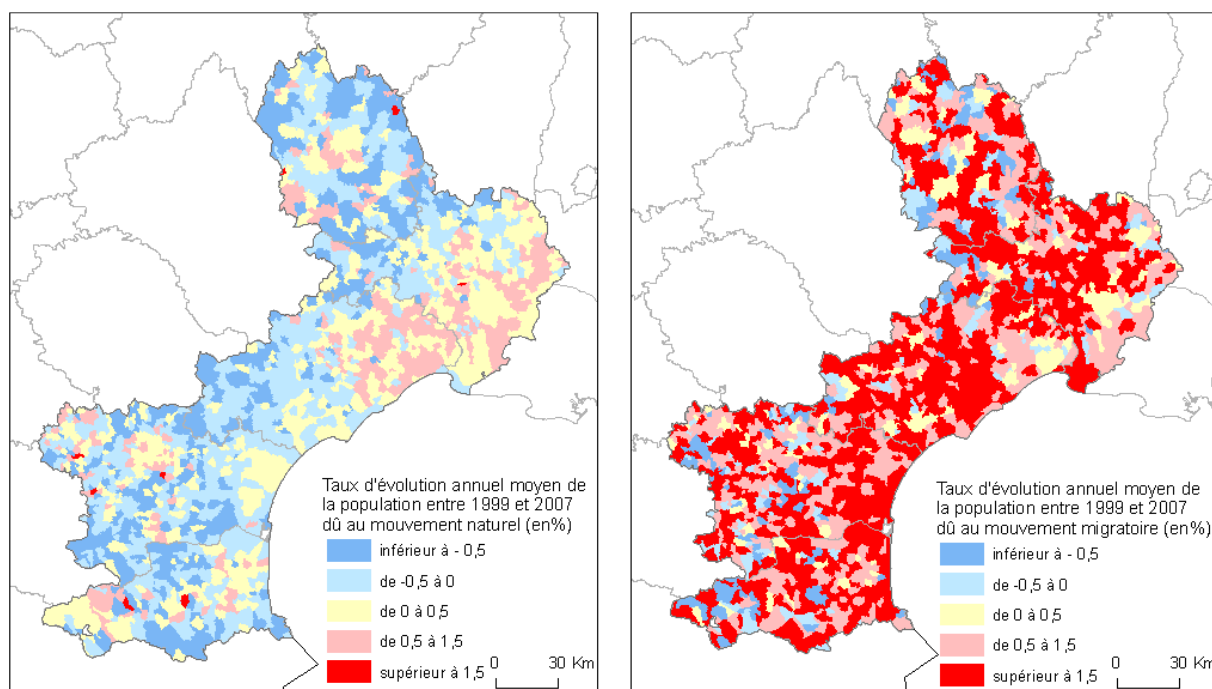 Taux d'évolution annuel moyen de
la population entre 1999 et 2007
dû au mouvement naturel (en%)
inférieur à - 0,5
de -0,5 à 0
de 0 à 0,5
de 0,5 à 1,5
supérieur à 1,5
0 30 Km
Taux d'évolution annuel moyen de
la population entre 1999 et 2007
dû au mouvement migratoire (en%)
inférieur à - 0,5
de -0,5 à 0
de 0 à 0,5
de 0,5 à 1,5
supérieur à 1,5
0 30 Km